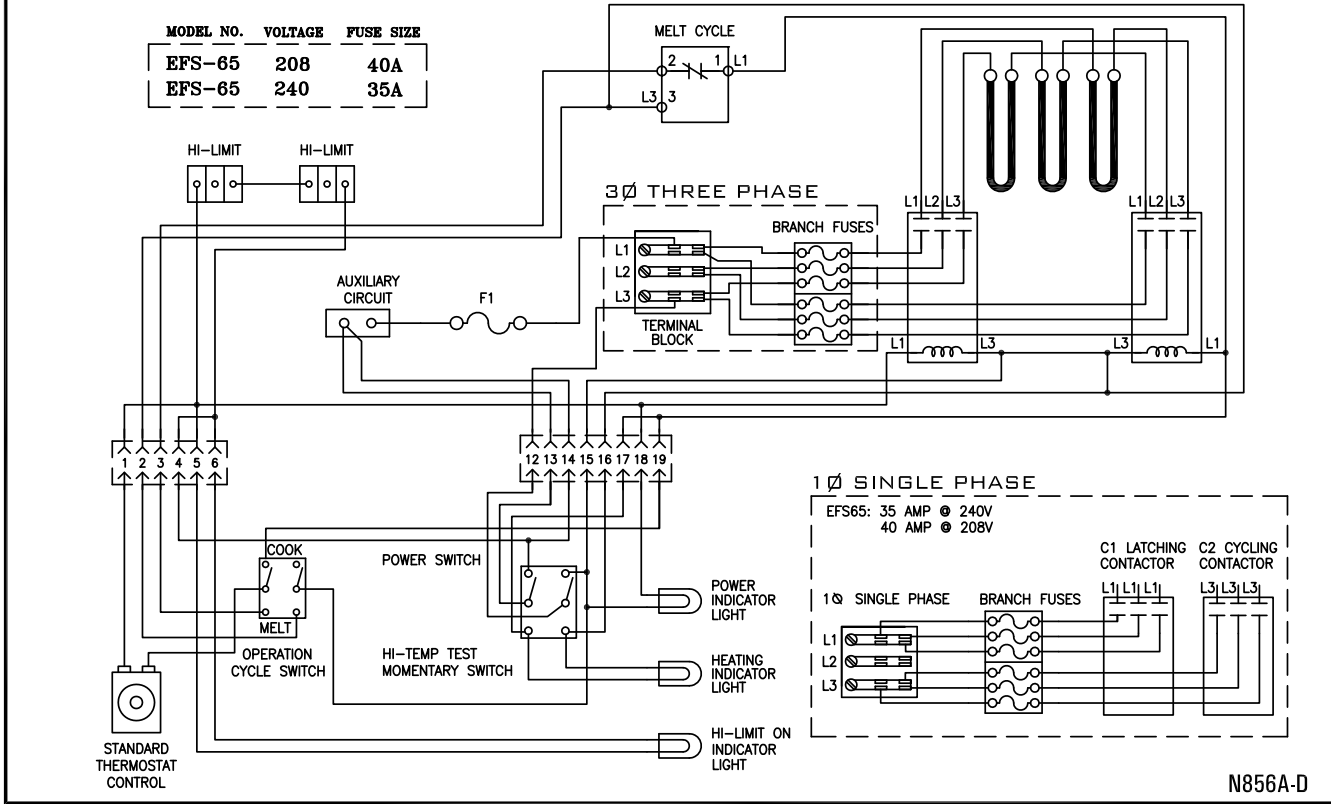 MODEL NO. VOLTAGE FUSE SIZE
EFS-65 208 40A
EFS-65 240 35A
MELT CYCLE
2 1 L1
L3 3
HI-LIMIT HI-LIMIT
3Ø THREE PHASE
BRANCH FUSES
L1
L2
L3
TERMINAL
BLOCK
L1 L2 L3
L1 L2 L3
L1 L3
L3 L1
AUXILIARY
CIRCUIT
F1
1 2 3 4 5 6
12 13 14 15 16 17 18 19
COOK
MELT
OPERATION
CYCLE SWITCH
POWER SWITCH
HI-TEMP TEST
MOMENTARY SWITCH
POWER
INDICATOR
LIGHT
HEATING
INDICATOR
LIGHT
HI-LIMIT ON
INDICATOR
LIGHT
STANDARD
THERMOSTAT
CONTROL
1Ø SINGLE PHASE
EFS65: 35 AMP @ 240V
40 AMP @ 208V
C1 LATCHING
CONTACTOR
C2 CYCLING
CONTACTOR
L1 L1 L1
L3 L3 L3
1Ø SINGLE PHASE
BRANCH FUSES
L1
L2
L3
N856A-D